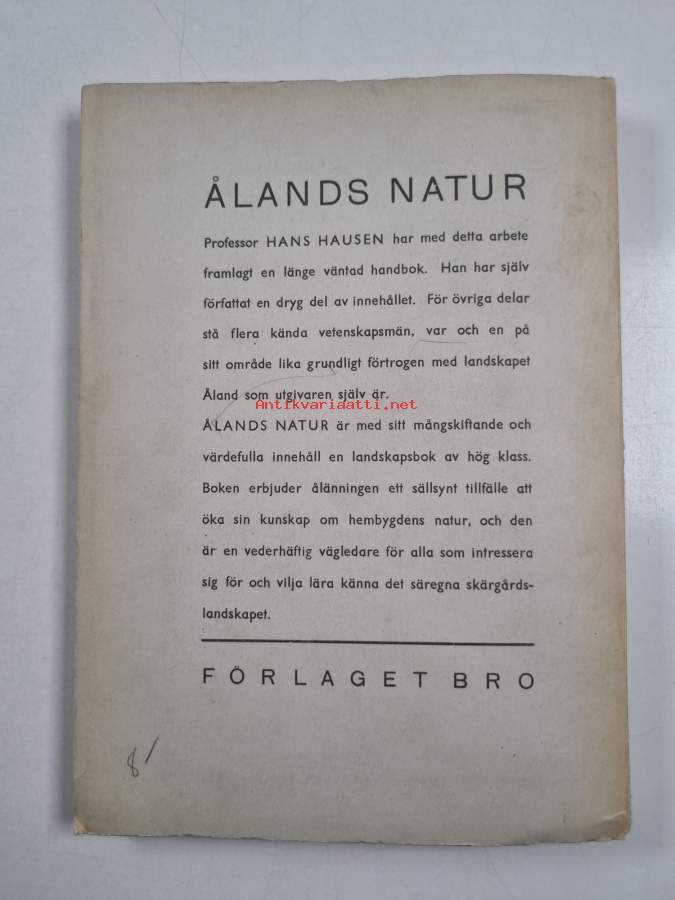 ÅLANDS NATUR
Professor HANS HAUSEN har med detta arbete
framlagt en länge väntad handbok. Han har själv
författat en dryg del av innehållet. För övriga delar
stå flera kända vetenskapsmän, var och en på
sitt område lika grundligt förtrogen med landskapet
Åland som utgivaren själv är.
Antikvariaatti.net
ÅLANDS NATUR är med sitt mångskiftande och
värdefulla innehåll en landskapsbok av hög klass.
Boken erbjuder ålänningen ett sällsynt tillfälle att
öka sin kunskap om hembygdens natur, och den
är en vederhäftig vägledare för alla som intressera
sig för och vilja lära känna det säregna skärgårds-
landskapet.
FÖRLAGET BRO
8/